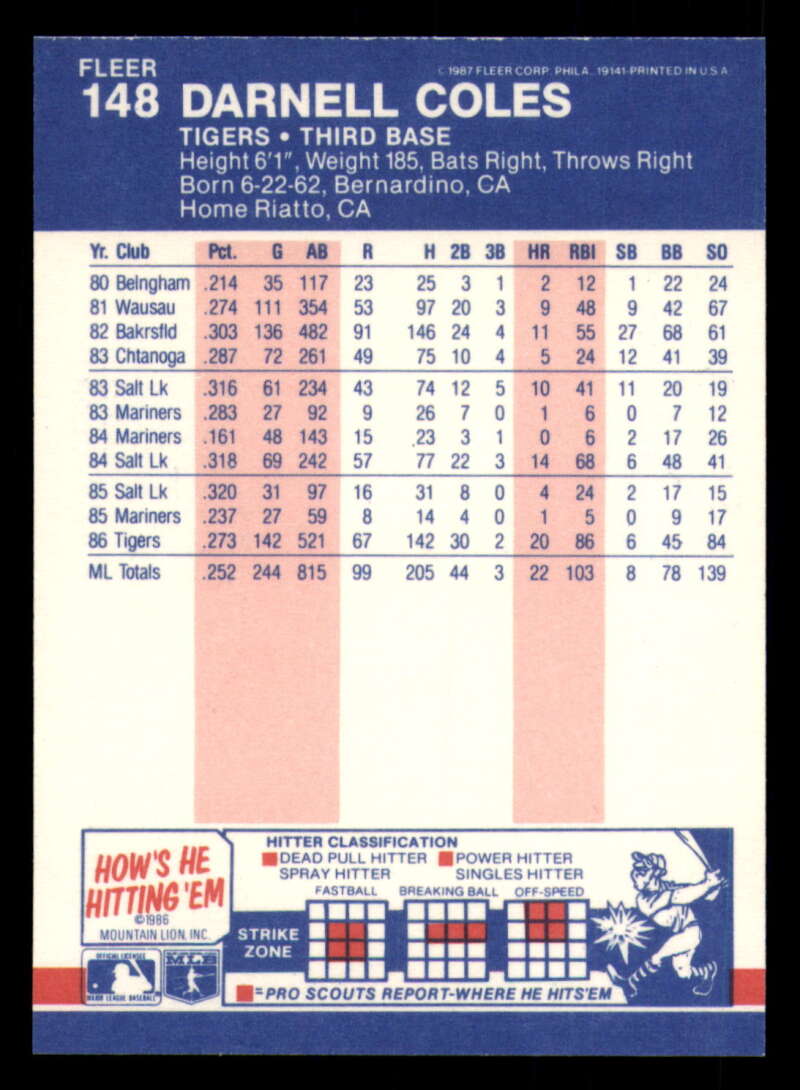 FLEER
© 1987 FLEER CORP. PHILA. 19141-PRINTED IN U.S.A.
148 DARNELL COLES
TIGERS • THIRD BASE
Height 6'1", Weight 185, Bats Right, Throws Right
Born 6-22-62, Bernardino, CA
Home Riatto, CA
Yr. Club Pct. G AB R H 2B 3B HR RBI SB BB SO
80 Belngham .214 35 117 23 25 3 1 2 12 1 22 24
81 Wausau .274 111 354 53 97 20 3 9 48 9 42 67
82 Bakrsfld .303 136 482 91 146 24 4 11 55 27 68 61
83 Chtanoga .287 72 261 49 75 10 4 5 24 12 41 39
83 Salt Lk .316 61 234 43 74 12 5 10 41 11 20 19
83 Mariners .283 27 92 9 26 7 0 1 6 0 7 12
84 Mariners .161 48 143 15 23 3 1 0 6 2 17 26
84 Salt Lk .318 69 242 57 77 22 3 14 68 6 48 41
85 Salt Lk .320 31 97 16 31 8 0 4 24 2 17 15
85 Mariners .237 27 59 8 14 4 0 1 5 0 9 17
86 Tigers .273 142 521 67 142 30 2 20 86 6 45 84
ML Totals .252 244 815 99 205 44 3 22 103 8 78 139
HOW'S HE
HITTING 'EM
©1986
MOUNTAIN LION, INC.
OFFICIAL LICENSEE
MAJOR LEAGUE BASEBALL
MLB
HITTER CLASSIFICATION
DEAD PULL HITTER POWER HITTER
SPRAY HITTER SINGLES HITTER
FASTBALL BREAKING BALL OFF-SPEED
STRIKE
ZONE
=PRO SCOUTS REPORT-WHERE HE HITS'EM